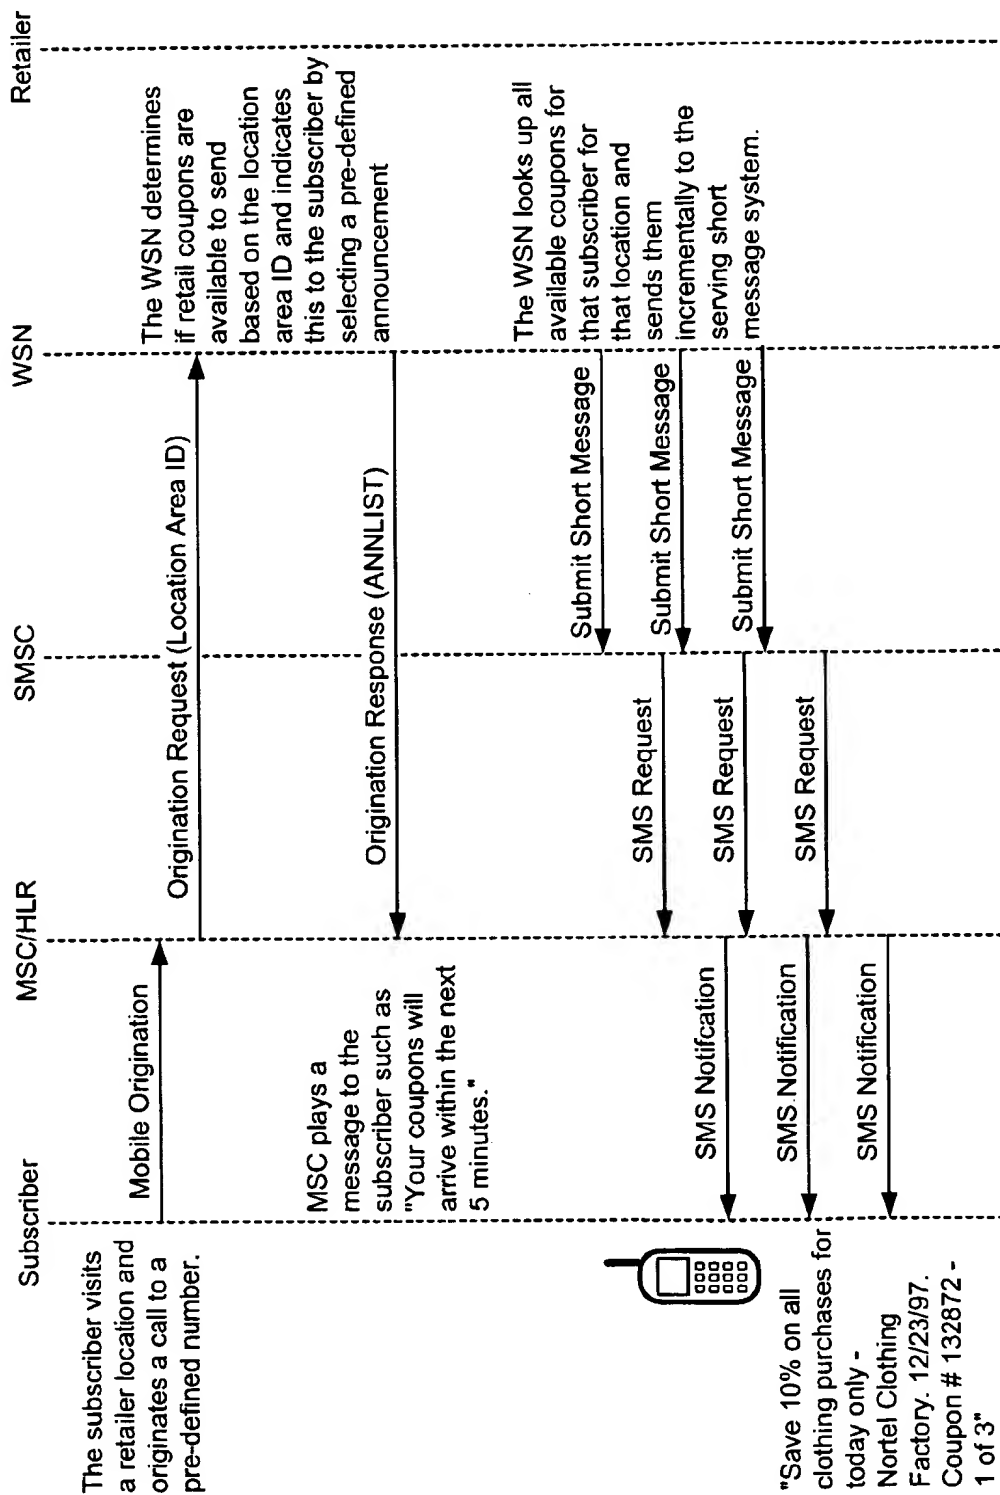 Subscriber
MSC/HLR
SMSC
WSN
Retailer
The subscriber visits
a retailer location and
originates a call to a
pre-defined number.
Mobile Origination
Origination Request (Location Area ID)
The WSN determines
if retail coupons are
available to send
based on the location
area ID and indicates
this to the subscriber by
selecting a pre-defined
announcement
MSC plays a
message to the
subscriber such as
"Your coupons will
arrive within the next
5 minutes."
Origination Response (ANNLIST)
The WSN looks up all
available coupons for
that subscriber for
that location and
sends them
incrementally to the
serving short
message system.
Submit Short Message
Submit Short Message
Submit Short Message
SMS Request
SMS Request
SMS Request
SMS Notifcation
SMS Notification
SMS Notification
"Save 10% on all
clothing purchases for
today only -
Nortel Clothing
Factory. 12/23/97.
Coupon # 132872 -
1 of 3"